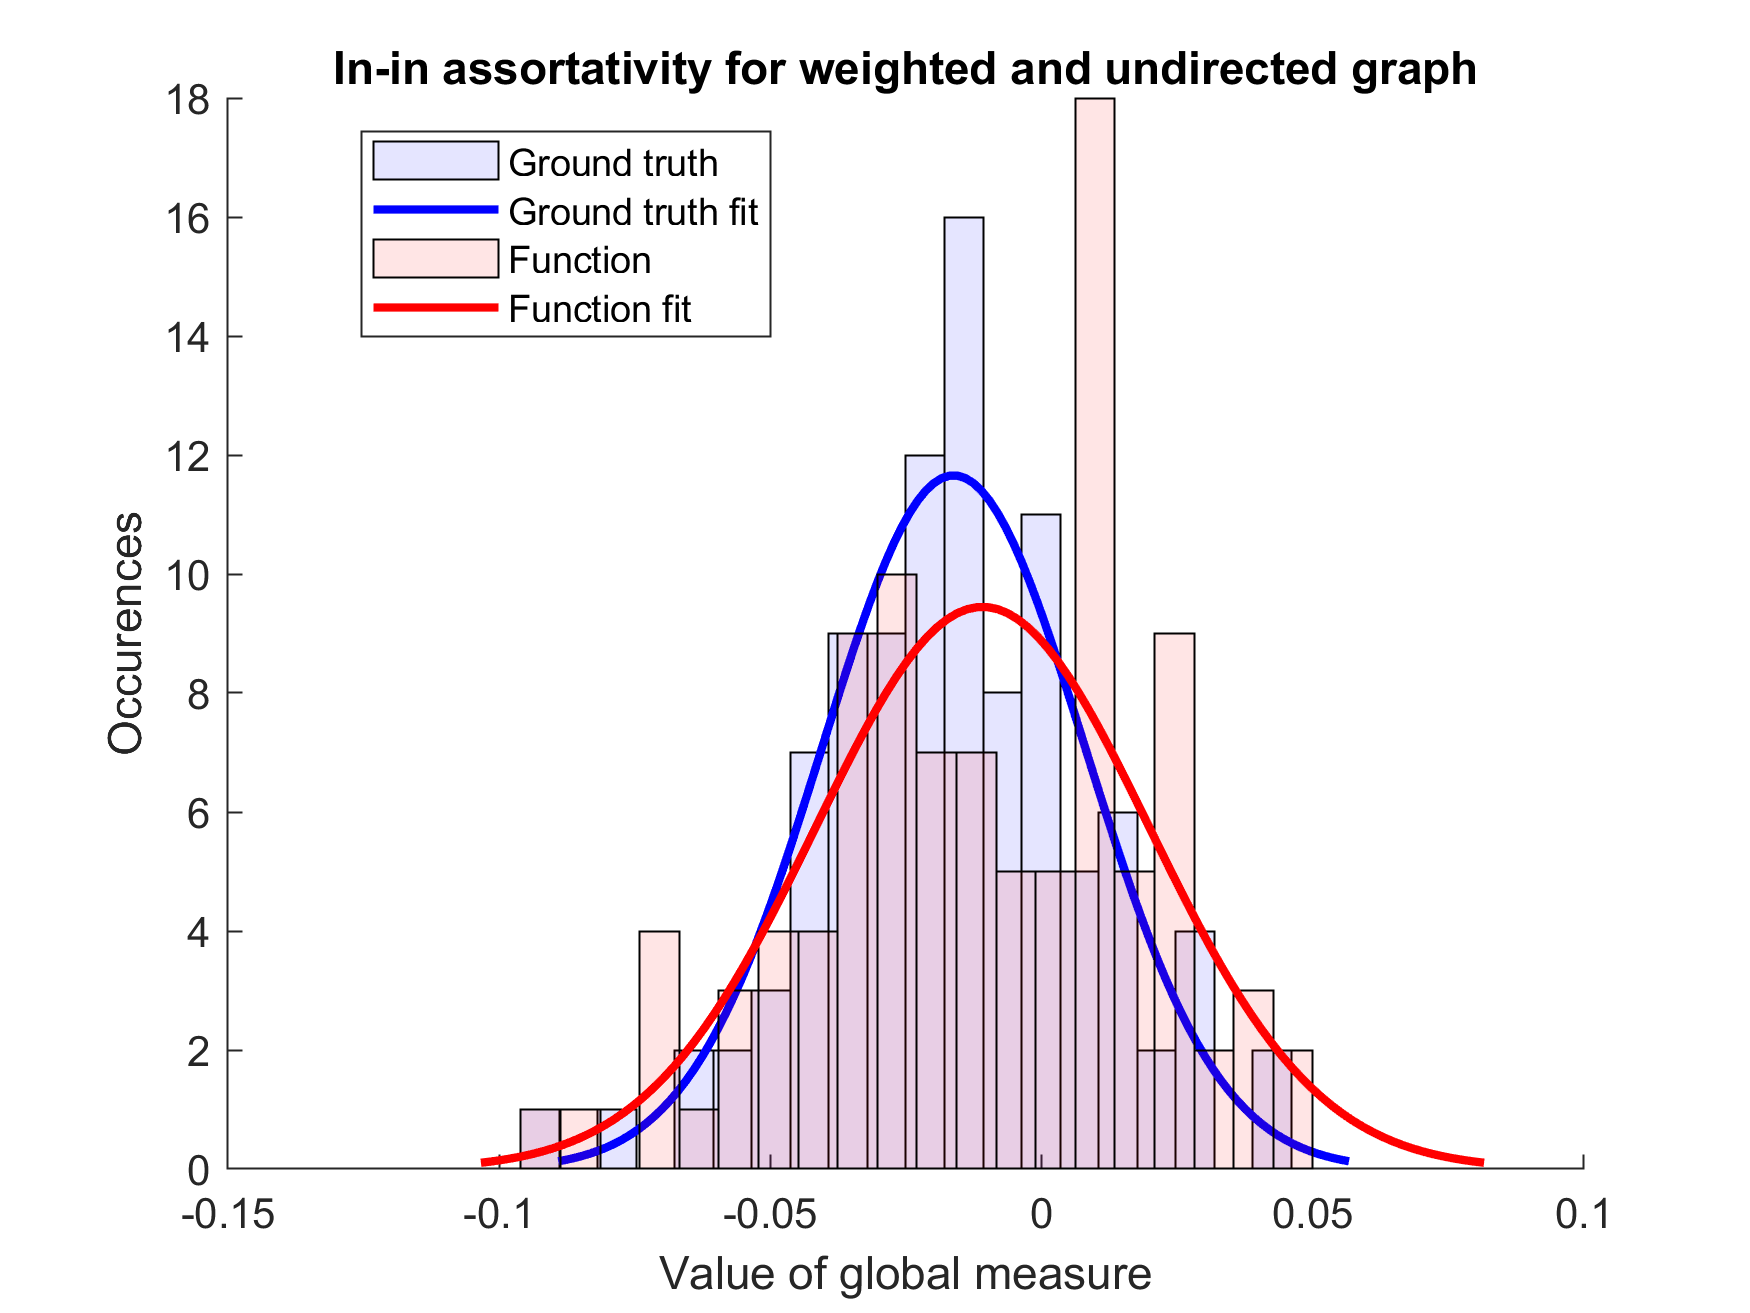 In-in assortativity for weighted and undirected graph
18
16
14
12
10
8
6
4
2
0
Ground truth
Ground truth fit
Function
Function fit
Occurences
-0.15
-0.1
-0.05
0
0.05
0.1
Value of global measure